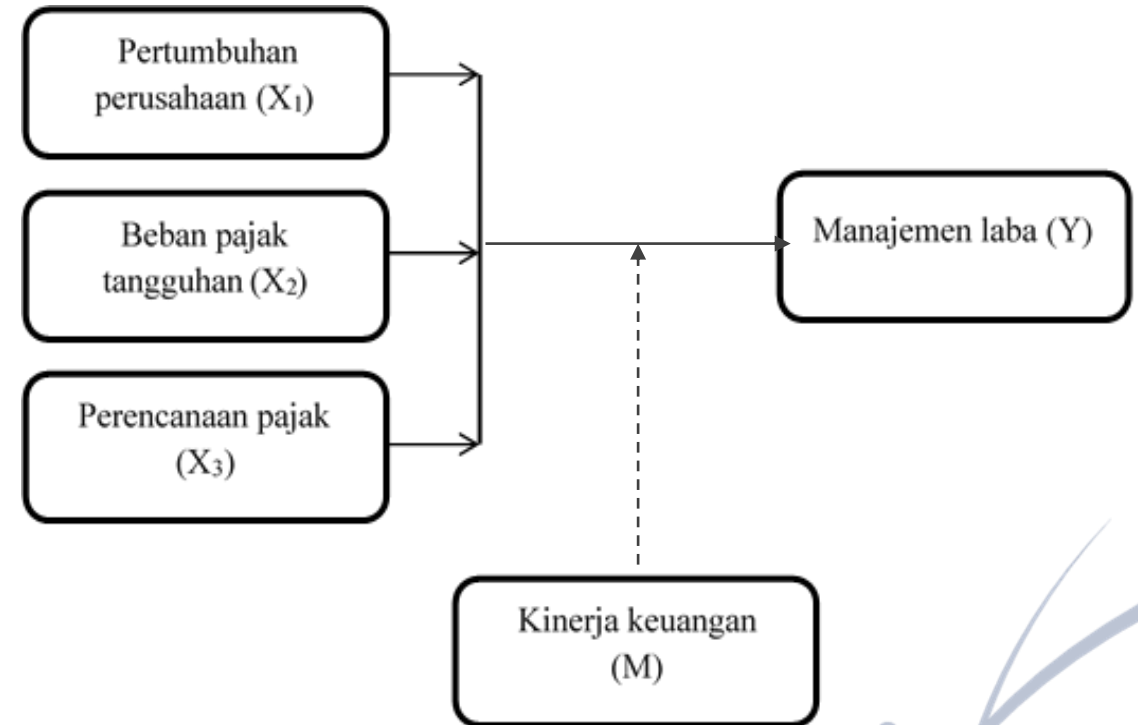 Pertumbuhan
perusahaan (X₁)
Beban pajak
tangguhan (X₂)
Perencanaan pajak
(X₃)
Manajemen laba (Y)
Kinerja keuangan
(M)